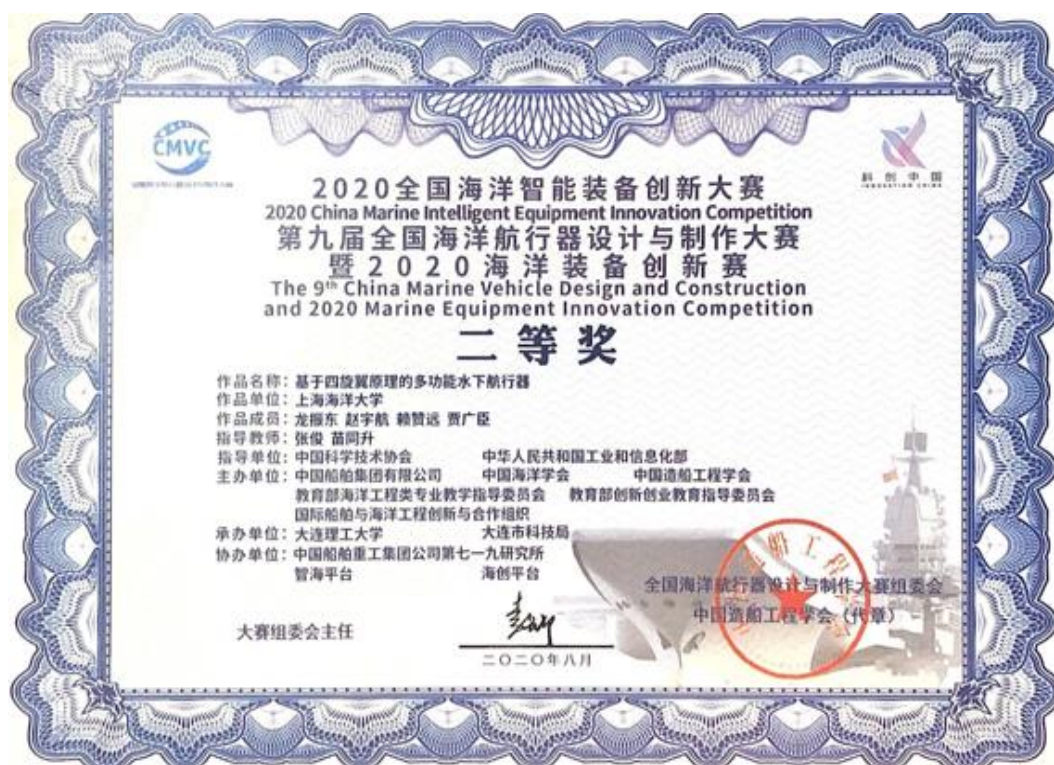 CMVC
科创中国
INNOVATION CHINA
2020全国海洋智能装备创新大赛
2020 China Marine Intelligent Equipment Innovation Competition
第九届全国海洋航行器设计与制作大赛
暨2020海洋装备创新赛
The 9th China Marine Vehicle Design and Construction
and 2020 Marine Equipment Innovation Competition
二等奖
作品名称：基于四旋翼原理的多功能水下航行器
作品单位：上海海洋大学
作品成员：龙振东 赵宇航 赖赞远 贾广臣
指导教师：张俊 苗同升
指导单位：中国科学技术协会 中华人民共和国工业和信息化部
主办单位：中国船舶集团有限公司 中国海洋学会 中国造船工程学会
教育部海洋工程类专业教学指导委员会 教育部创新创业教育指导委员会
国际船舶与海洋工程创新与合作组织
承办单位：大连理工大学 大连市科技局
协办单位：中国船舶重工集团公司第七一九研究所
智海平台 海创平台
全国海洋航行器设计与制作大赛组委会
中国造船工程学会（代章）
大赛组委会主任
二〇二〇年八月